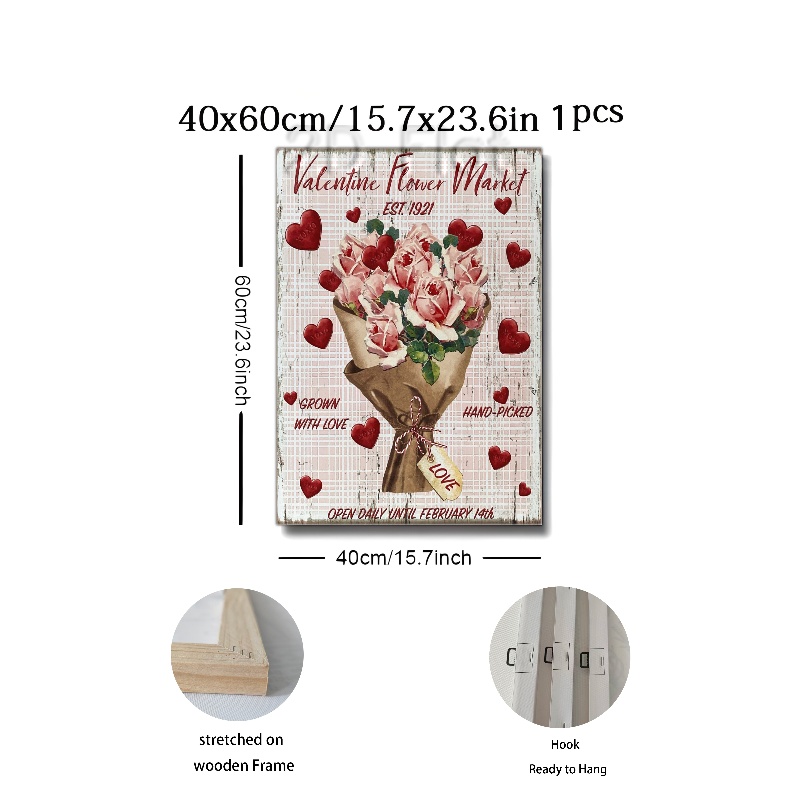 40x60cm/15.7x23.6in 1pcs
Valentine Flower Market
EST. 1921
60cm/23.6inch
GROWN
WITH LOVE
HAND-PICKED
LOVE
OPEN DAILY UNTIL FEBRUARY 14th
40cm/15.7inch
stretched on
wooden Frame
Hook
Ready to Hang